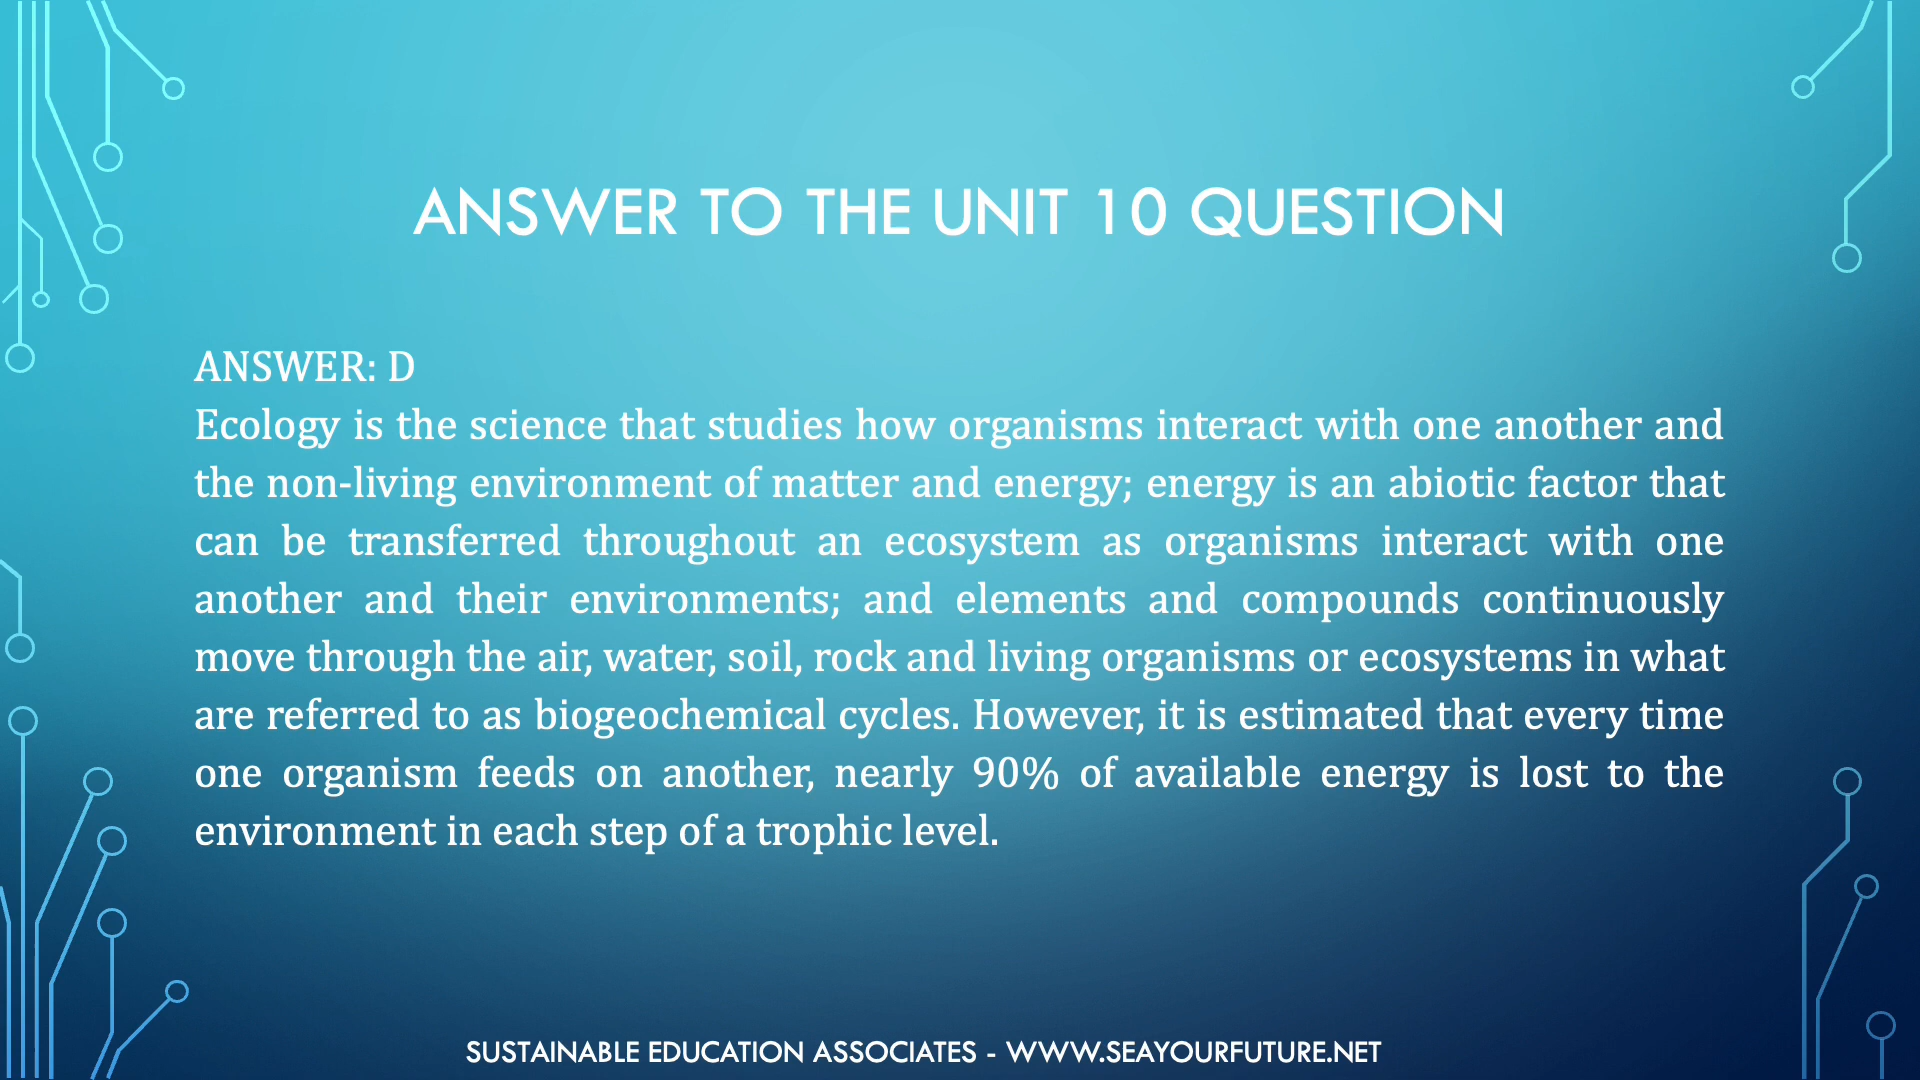 ANSWER TO THE UNIT 10 QUESTION
ANSWER: D
Ecology is the science that studies how organisms interact with one another and
the non-living environment of matter and energy; energy is an abiotic factor that
can be transferred throughout an ecosystem as organisms interact with one
another and their environments; and elements and compounds continuously
move through the air, water, soil, rock and living organisms or ecosystems in what
are referred to as biogeochemical cycles. However, it is estimated that every time
one organism feeds on another, nearly 90% of available energy is lost to the
environment in each step of a trophic level.
SUSTAINABLE EDUCATION ASSOCIATES - WWW.SEAYOURFUTURE.NET